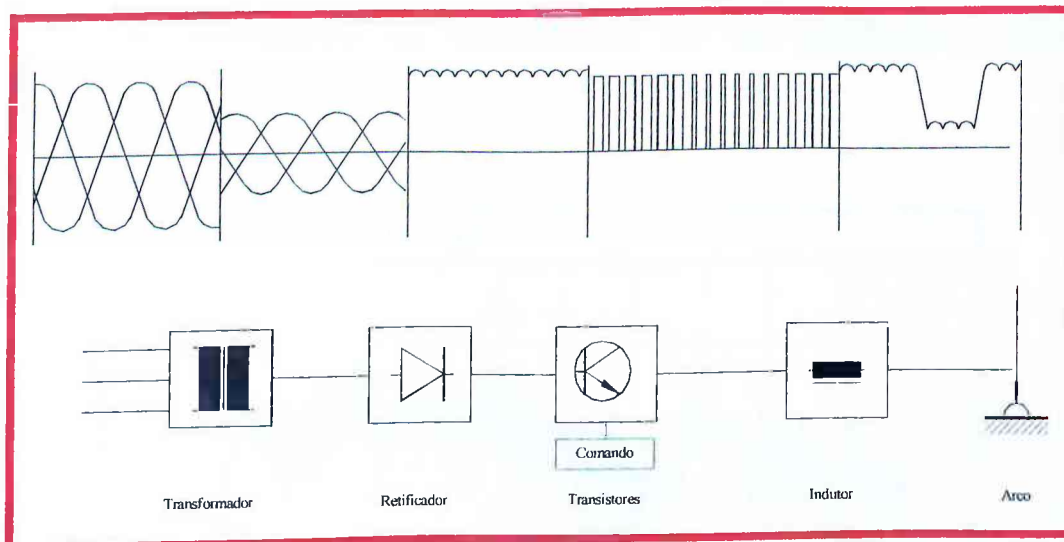 Comando
Transformador
Retificador
Transistores
Indutor
Arco